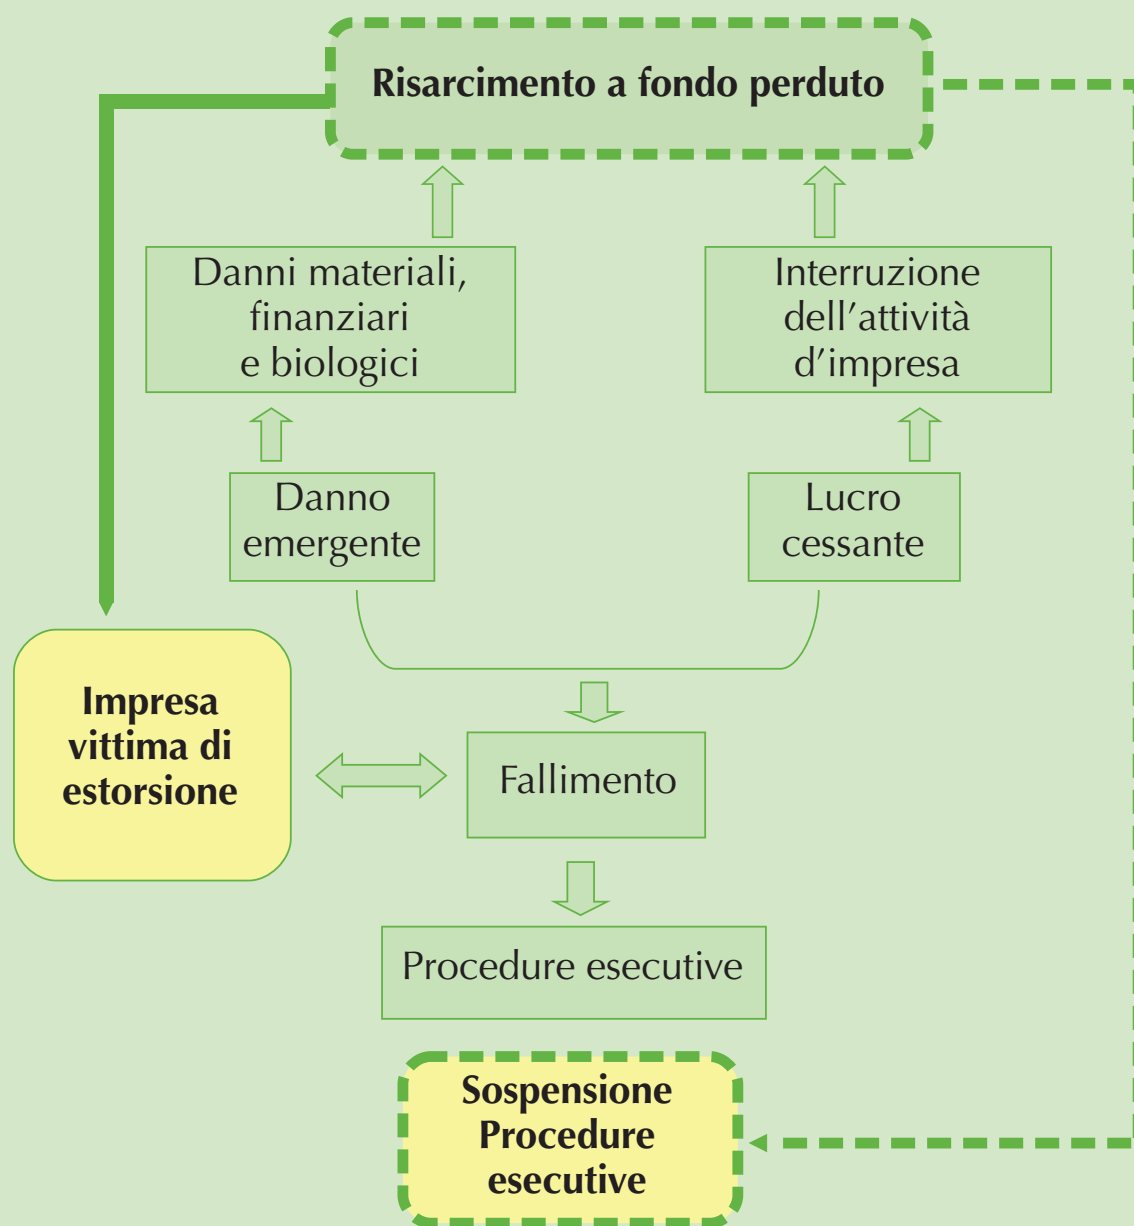 Risarcimento a fondo perduto
Danni materiali,
finanziari
e biologici
Interruzione
dell’attività
d’impresa
Danno
emergente
Lucro
cessante
Impresa
vittima di
estorsione
Fallimento
Procedure esecutive
Sospensione
Procedure
esecutive